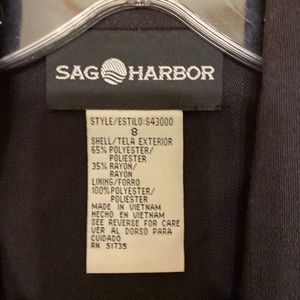 SAG HARBOR
STYLE/ESTILO:S43000
8
SHELL/TELA EXTERIOR
65% POLYESTER/
POLIESTER
35% RAYON/
RAYON
LINING/FORRO
100% POLYESTER/
POLIESTER
MADE IN VIETNAM
HECHO EN VIETNAM
SEE REVERSE FOR CARE
VER AL DORSO PARA
CUIDADO
RN 51735